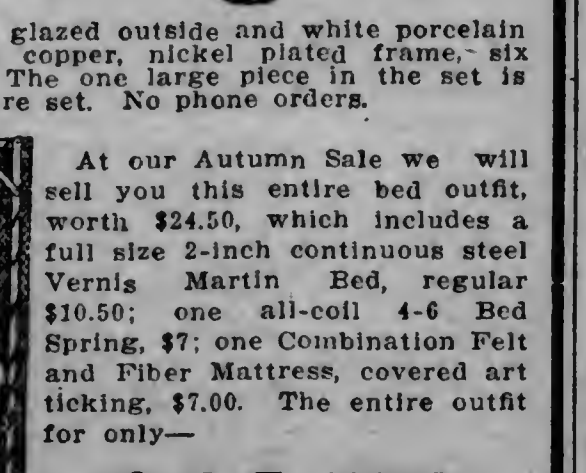 glazed outside and white porcelain
copper, nickel plated frame, six
The one large piece in the set is
re set. No phone orders.
At our Autumn Sale we will
sell you this entire bed outfit,
worth $24.50, which includes a
full size 2-inch continuous steel
Vernis Martin Bed, regular
$10.50; one all-coil 4-6 Bed
Spring, $7; one Combination Felt
and Fiber Mattress, covered art
ticking, $7.00. The entire outfit
for only—